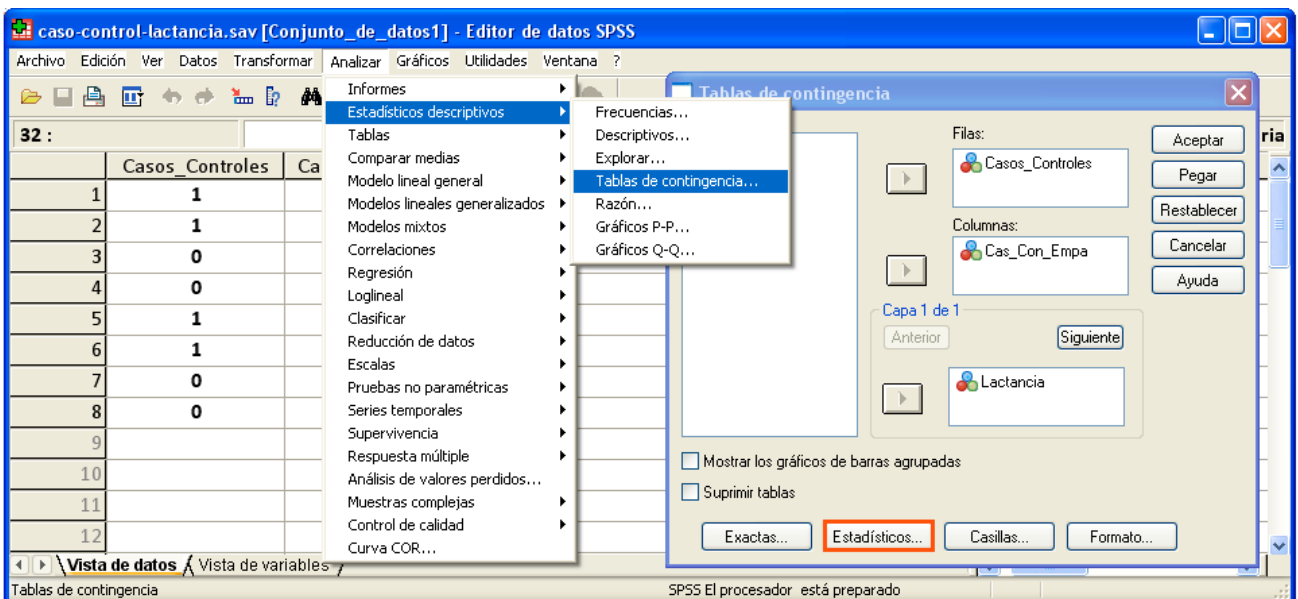 caso-control-lactancia.sav [Conjunto_de_datos1] - Editor de datos SPSS
Archivo Edición Ver Datos Transformar Analizar Gráficos Utilidades Ventana ?
32 :
ria
Casos_Controles Ca
1 1
2 1
3 0
4 0
5 1
6 1
7 0
8 0
9
10
11
12
Informes
Estadísticos descriptivos
Tablas
Comparar medias
Modelo lineal general
Modelos lineales generalizados
Modelos mixtos
Correlaciones
Regresión
Loglineal
Clasificar
Reducción de datos
Escalas
Pruebas no paramétricas
Series temporales
Supervivencia
Respuesta múltiple
Análisis de valores perdidos...
Muestras complejas
Control de calidad
Curva COR...
Frecuencias...
Descriptivos...
Explorar...
Tablas de contingencia...
Razón...
Gráficos P-P...
Gráficos Q-Q...
Tablas de contingencia
Filas:
Casos_Controles
Columnas:
Cas_Con_Empa
Capa 1 de 1
Anterior Siguiente
Lactancia
Aceptar
Pegar
Restablecer
Cancelar
Ayuda
Mostrar los gráficos de barras agrupadas
Suprimir tablas
Exactas... Estadísticos... Casillas... Formato...
Vista de datos Vista de variables
Tablas de contingencia SPSS El procesador está preparado